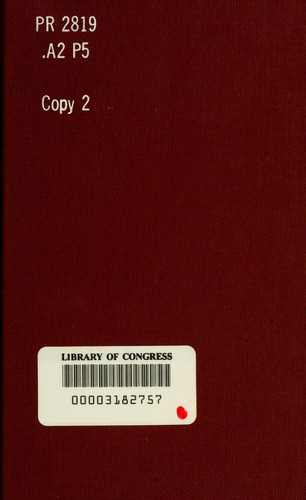 PR 2819
.A2 P5
Copy 2
LIBRARY OF CONGRESS
00003182757